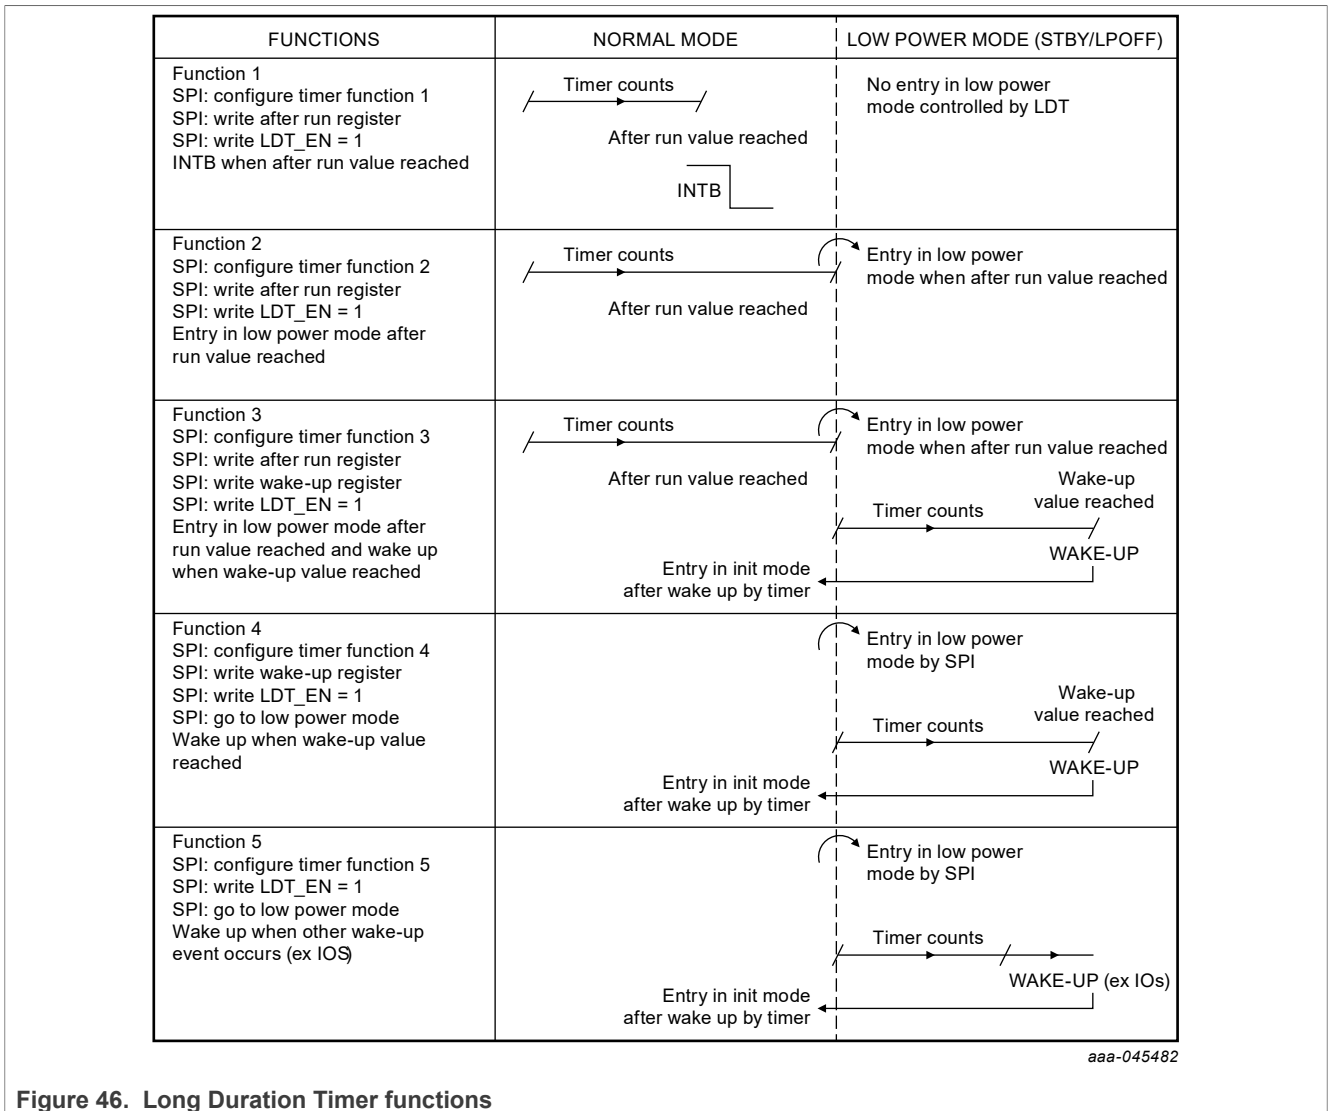 FUNCTIONS
NORMAL MODE
LOW POWER MODE (STBY/LPOFF)
Function 1
SPI: configure timer function 1
SPI: write after run register
SPI: write LDT_EN = 1
INTB when after run value reached
Timer counts
After run value reached
INTB
No entry in low power
mode controlled by LDT
Function 2
SPI: configure timer function 2
SPI: write after run register
SPI: write LDT_EN = 1
Entry in low power mode after
run value reached
Timer counts
After run value reached
Entry in low power
mode when after run value reached
Function 3
SPI: configure timer function 3
SPI: write after run register
SPI: write wake-up register
SPI: write LDT_EN = 1
Entry in low power mode after
run value reached and wake up
when wake-up value reached
Timer counts
After run value reached
Entry in init mode
after wake up by timer
Entry in low power
mode when after run value reached
Wake-up
value reached
Timer counts
WAKE-UP
Function 4
SPI: configure timer function 4
SPI: write wake-up register
SPI: write LDT_EN = 1
SPI: go to low power mode
Wake up when wake-up value
reached
Entry in init mode
after wake up by timer
Entry in low power
mode by SPI
Wake-up
value reached
Timer counts
WAKE-UP
Function 5
SPI: configure timer function 5
SPI: write LDT_EN = 1
SPI: go to low power mode
Wake up when other wake-up
event occurs (ex IOS)
Entry in init mode
after wake up by timer
Entry in low power
mode by SPI
Timer counts
WAKE-UP (ex IOs)
aaa-045482
Figure 46. Long Duration Timer functions